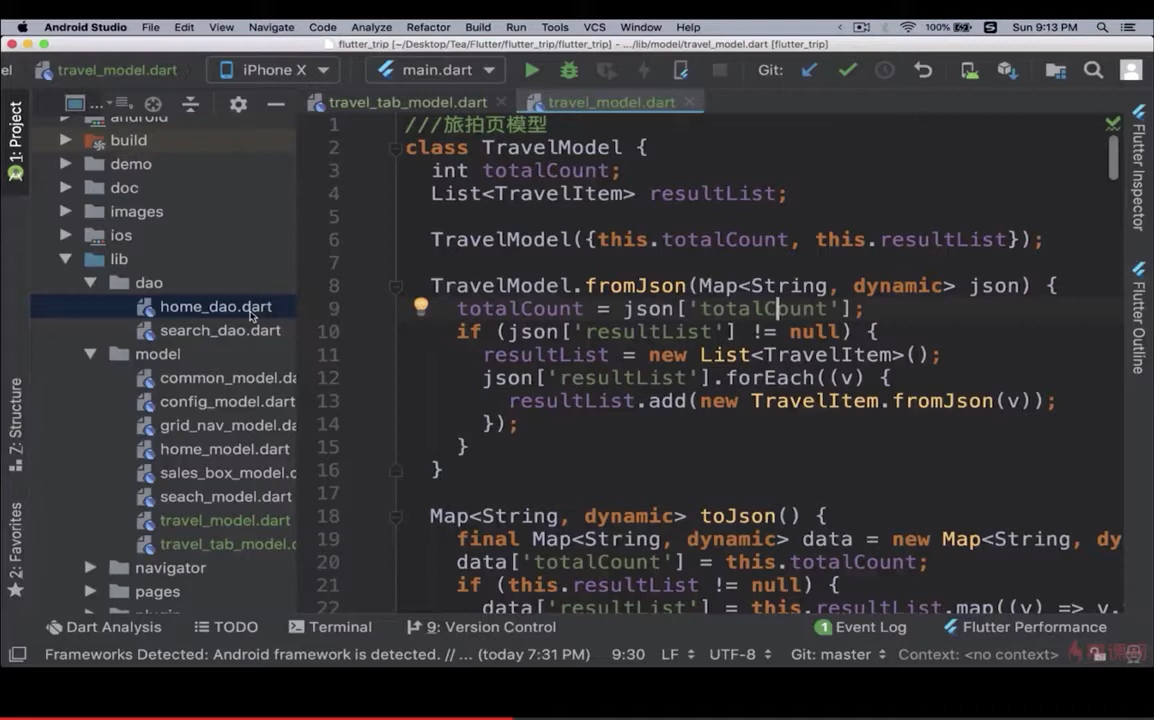 Android Studio File Edit View Navigate Code Analyze Refactor Build Run Tools VCS Window Help 100% S Sun 9:13 PM
flutter_trip [~/Desktop/Tea/Flutter/flutter_trip/flutter_trip] - .../lib/model/travel_model.dart [flutter_trip]
el travel_model.dart iPhone X main.dart Git:
... travel_tab_model.dart travel_model.dart
1: Project
Z: Structure
2: Favorites
android
build
demo
doc
images
ios
lib
dao
home_dao.dart
search_dao.dart
model
common_model.da
config_model.dart
grid_nav_model.dart
home_model.dart
sales_box_model.c
seach_model.dart
travel_model.dart
travel_tab_model.c
navigator
pages
1 ///旅拍页模型
2 class TravelModel {
3 int totalCount;
4 List<TravelItem> resultList;
5
6 TravelModel({this.totalCount, this.resultList});
7
8 TravelModel.fromJson(Map<String, dynamic> json) {
9 totalCount = json['totalCount'];
10 if (json['resultList'] != null) {
11 resultList = new List<TravelItem>();
12 json['resultList'].forEach((v) {
13 resultList.add(new TravelItem.fromJson(v));
14 });
15 }
16 }
17
18 Map<String, dynamic> toJson() {
19 final Map<String, dynamic> data = new Map<String, dy
20 data['totalCount'] = this.totalCount;
21 if (this.resultList != null) {
22 data['resultList'] = this.resultList.map((v) => v.
Flutter Inspector
Flutter Outline
Dart Analysis TODO Terminal 9: Version Control 1 Event Log Flutter Performance
Frameworks Detected: Android framework is detected. // ... (today 7:31 PM) 9:30 LF UTF-8 Git: master Context: <no context>